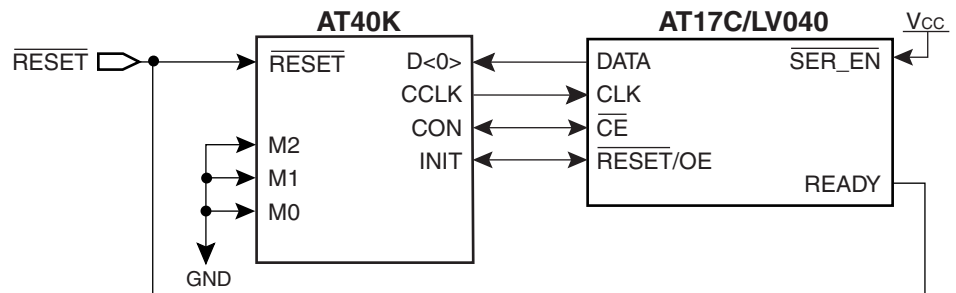 AT40K
AT17C/LV040
Vcc
RESET
RESET
D<0>
DATA
SER_EN
CCLK
CLK
CON
CE
M2
INIT
RESET/OE
M1
READY
M0
GND